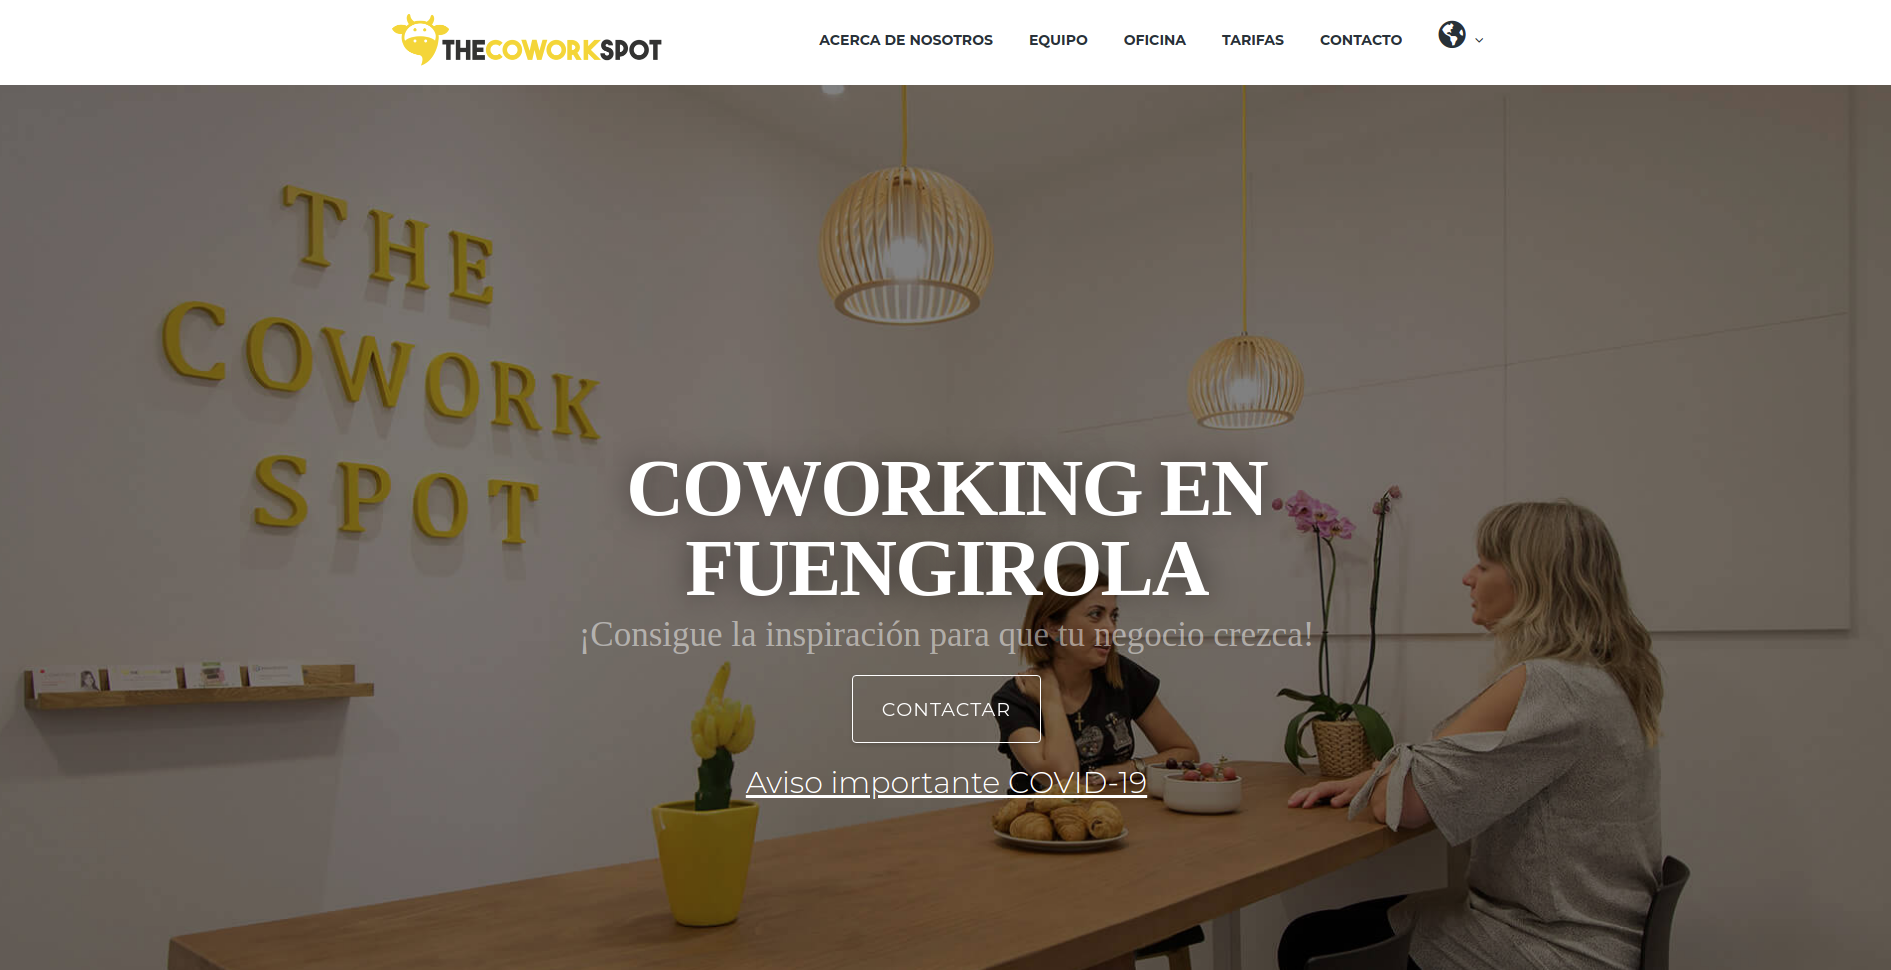 THECOWORKSPOT
ACERCA DE NOSOTROS
EQUIPO
OFICINA
TARIFAS
CONTACTO
THE
COWORK
SPOT
COWORKING EN
FUENGIROLA
¡Consigue la inspiración para que tu negocio crezca!
CONTACTAR
Aviso importante COVID-19